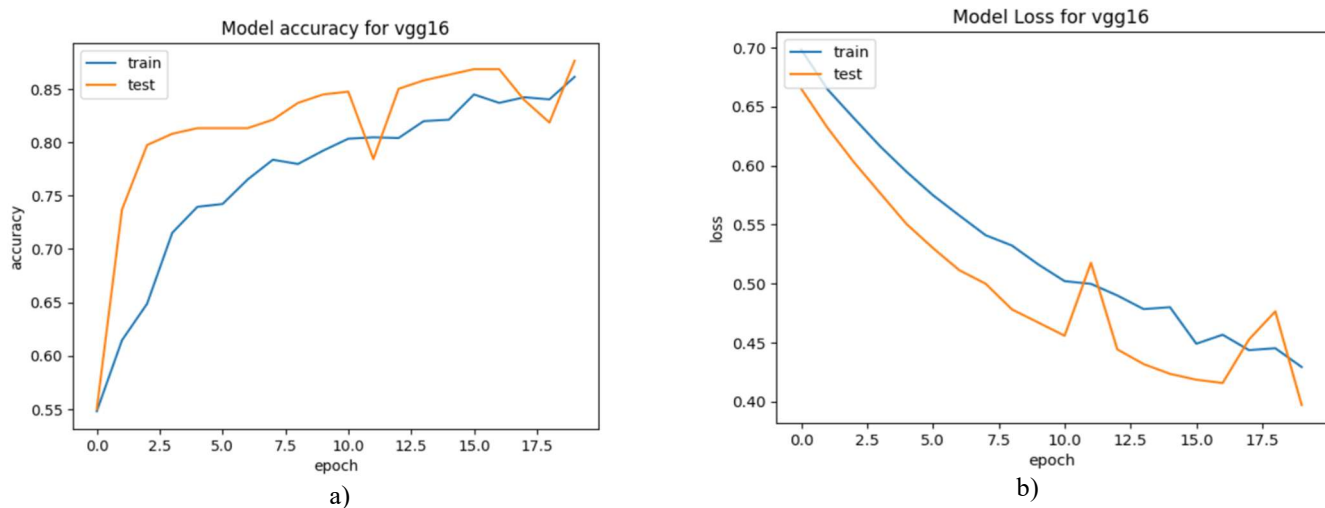 Model accuracy for vgg16
train
test
0.85
0.80
0.75
0.70
0.65
0.60
0.55
accuracy
0.0 2.5 5.0 7.5 10.0 12.5 15.0 17.5
epoch
a)
Model Loss for vgg16
train
test
0.70
0.65
0.60
0.55
0.50
0.45
0.40
loss
0.0 2.5 5.0 7.5 10.0 12.5 15.0 17.5
epoch
b)